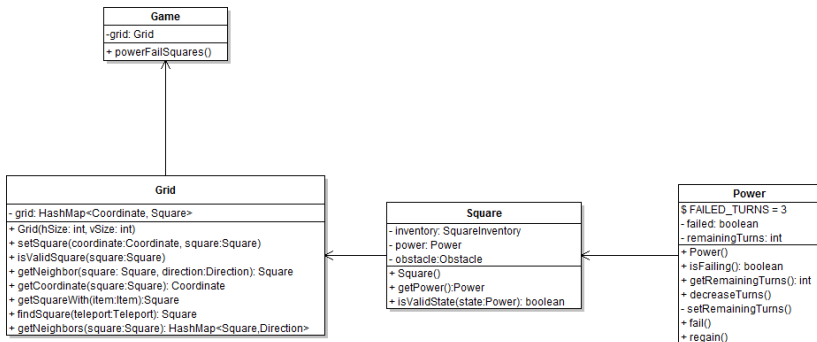 Game
-grid: Grid
+ powerFailSquares()
Grid
- grid: HashMap<Coordinate, Square>
+ Grid(hSize: int, vSize: int)
+ setSquare(coordinate:Coordinate, square:Square)
+ isValidSquare(square:Square)
+ getNeighbor(square: Square, direction:Direction): Square
+ getCoordinate(square:Square): Coordinate
+ getSquareWith(item:Item):Square
+ findSquare(teleport:Teleport): Square
+ getNeighbors(square:Square): HashMap<Square,Direction>
Square
- inventory: SquareInventory
- power: Power
- obstacle:Obstacle
+ Square()
+ getPower():Power
+ isValidState(state:Power): boolean
Power
$ FAILED_TURNS = 3
- failed: boolean
- remainingTurns: int
+ Power()
+ isFailing(): boolean
+ getRemainingTurns(): int
+ decreaseTurns()
- setRemainingTurns()
+ fail()
+ regain()